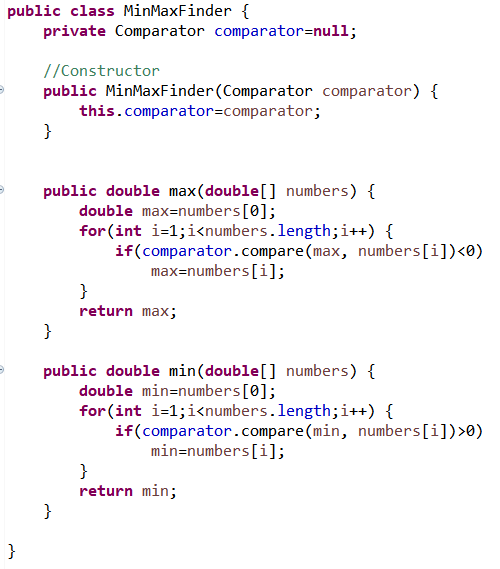 public class MinMaxFinder {
    private Comparator comparator=null;

    //Constructor
    public MinMaxFinder(Comparator comparator) {
        this.comparator=comparator;
    }


    public double max(double[] numbers) {
        double max=numbers[0];
        for(int i=1;i<numbers.length;i++) {
            if(comparator.compare(max, numbers[i])<0)
                max=numbers[i];
        }
        return max;
    }

    public double min(double[] numbers) {
        double min=numbers[0];
        for(int i=1;i<numbers.length;i++) {
            if(comparator.compare(min, numbers[i])>0)
                min=numbers[i];
        }
        return min;
    }

}